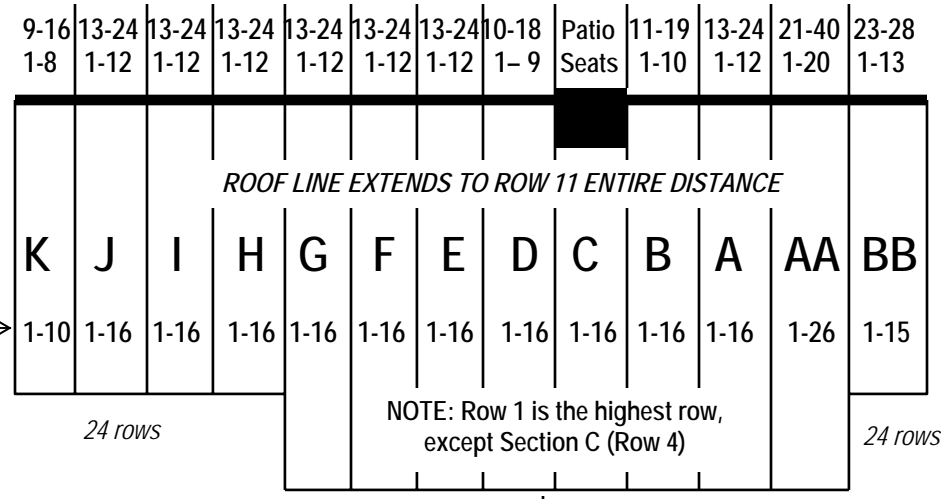 9-16 13-24 13-24 13-24 13-24 13-24 13-24 10-18 Patio 11-19 13-24 21-40 23-28
1-8 1-12 1-12 1-12 1-12 1-12 1-12 1– 9 Seats 1-10 1-12 1-20 1-13
ROOF LINE EXTENDS TO ROW 11 ENTIRE DISTANCE
K J I H G F E D C B A AA BB
1-10 1-16 1-16 1-16 1-16 1-16 1-16 1-16 1-16 1-16 1-16 1-26 1-15
NOTE: Row 1 is the highest row,
except Section C (Row 4)
24 rows
24 rows